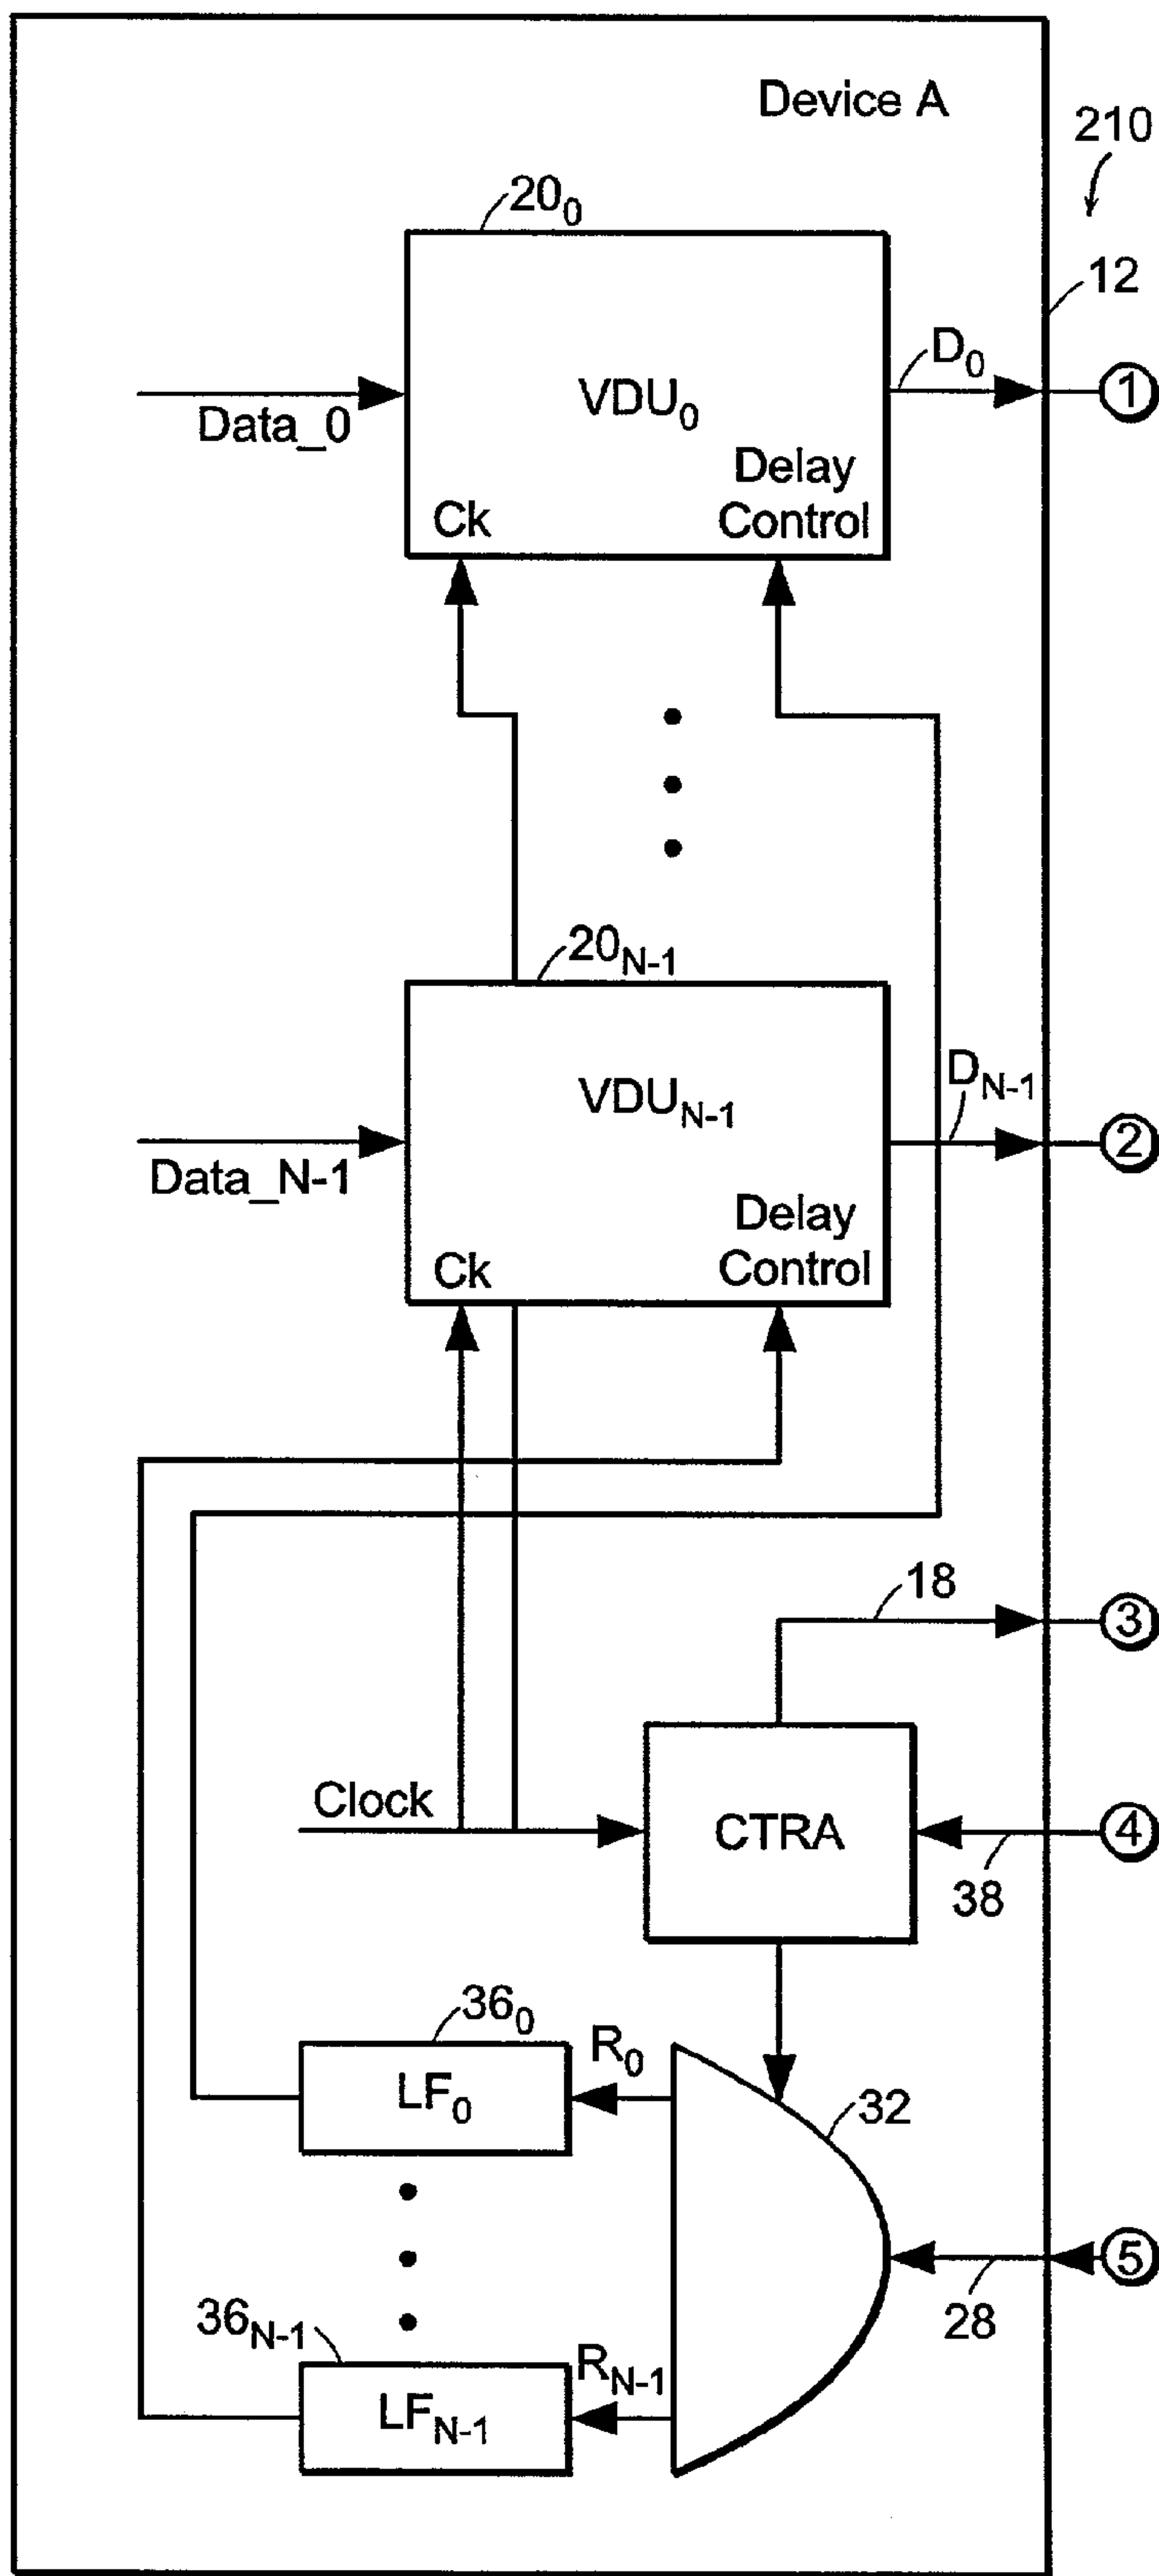 Device A
210
20₀
12
D₀
1
VDU₀
Data_0
Delay
Control
Ck
20N-1
DN-1
VDUN-1
2
Data_N-1
Delay
Control
Ck
18
3
Clock
CTRA
4
38
36₀
R₀
LF₀
32
5
28
36N-1
RN-1
LFN-1